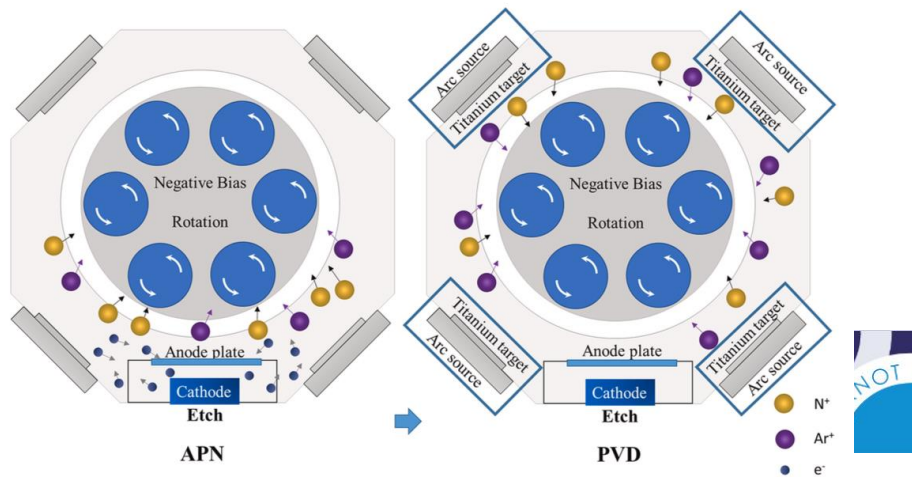 Negative Bias
Rotation
Anode plate
Cathode
Etch
APN
Arc source
Titanium target
Arc source
Titanium target
Negative Bias
Rotation
Titanium target
Arc source
Anode plate
Cathode
Etch
PVD
Titanium target
Arc source
N⁺
Ar⁺
e⁻
NOT